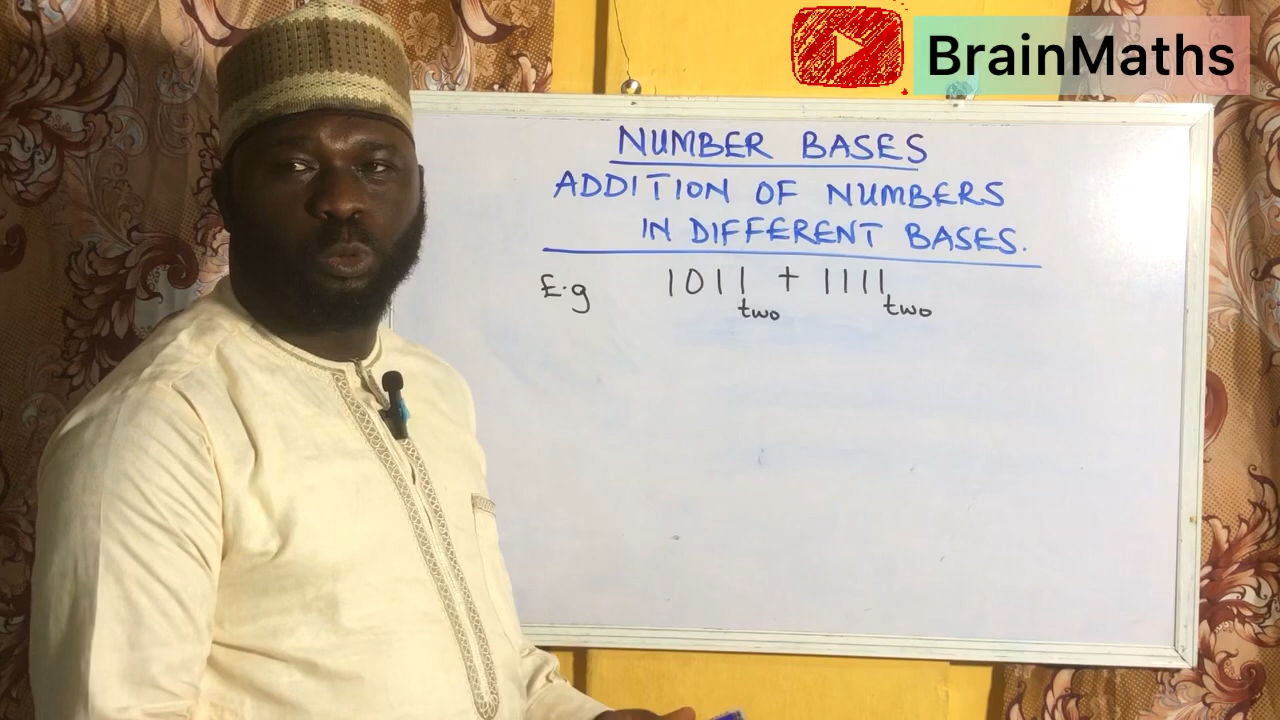 BrainMaths
NUMBER BASES
ADDITION OF NUMBERS
IN DIFFERENT BASES.
E.g 1011two + 1111two